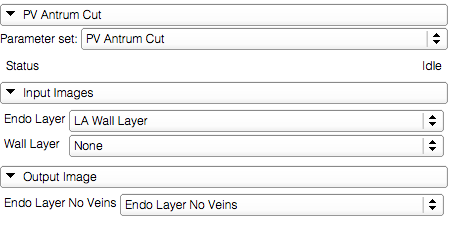 PV Antrum Cut
Parameter set: PV Antrum Cut
Status Idle
Input Images
Endo Layer LA Wall Layer
Wall Layer None
Output Image
Endo Layer No Veins Endo Layer No Veins